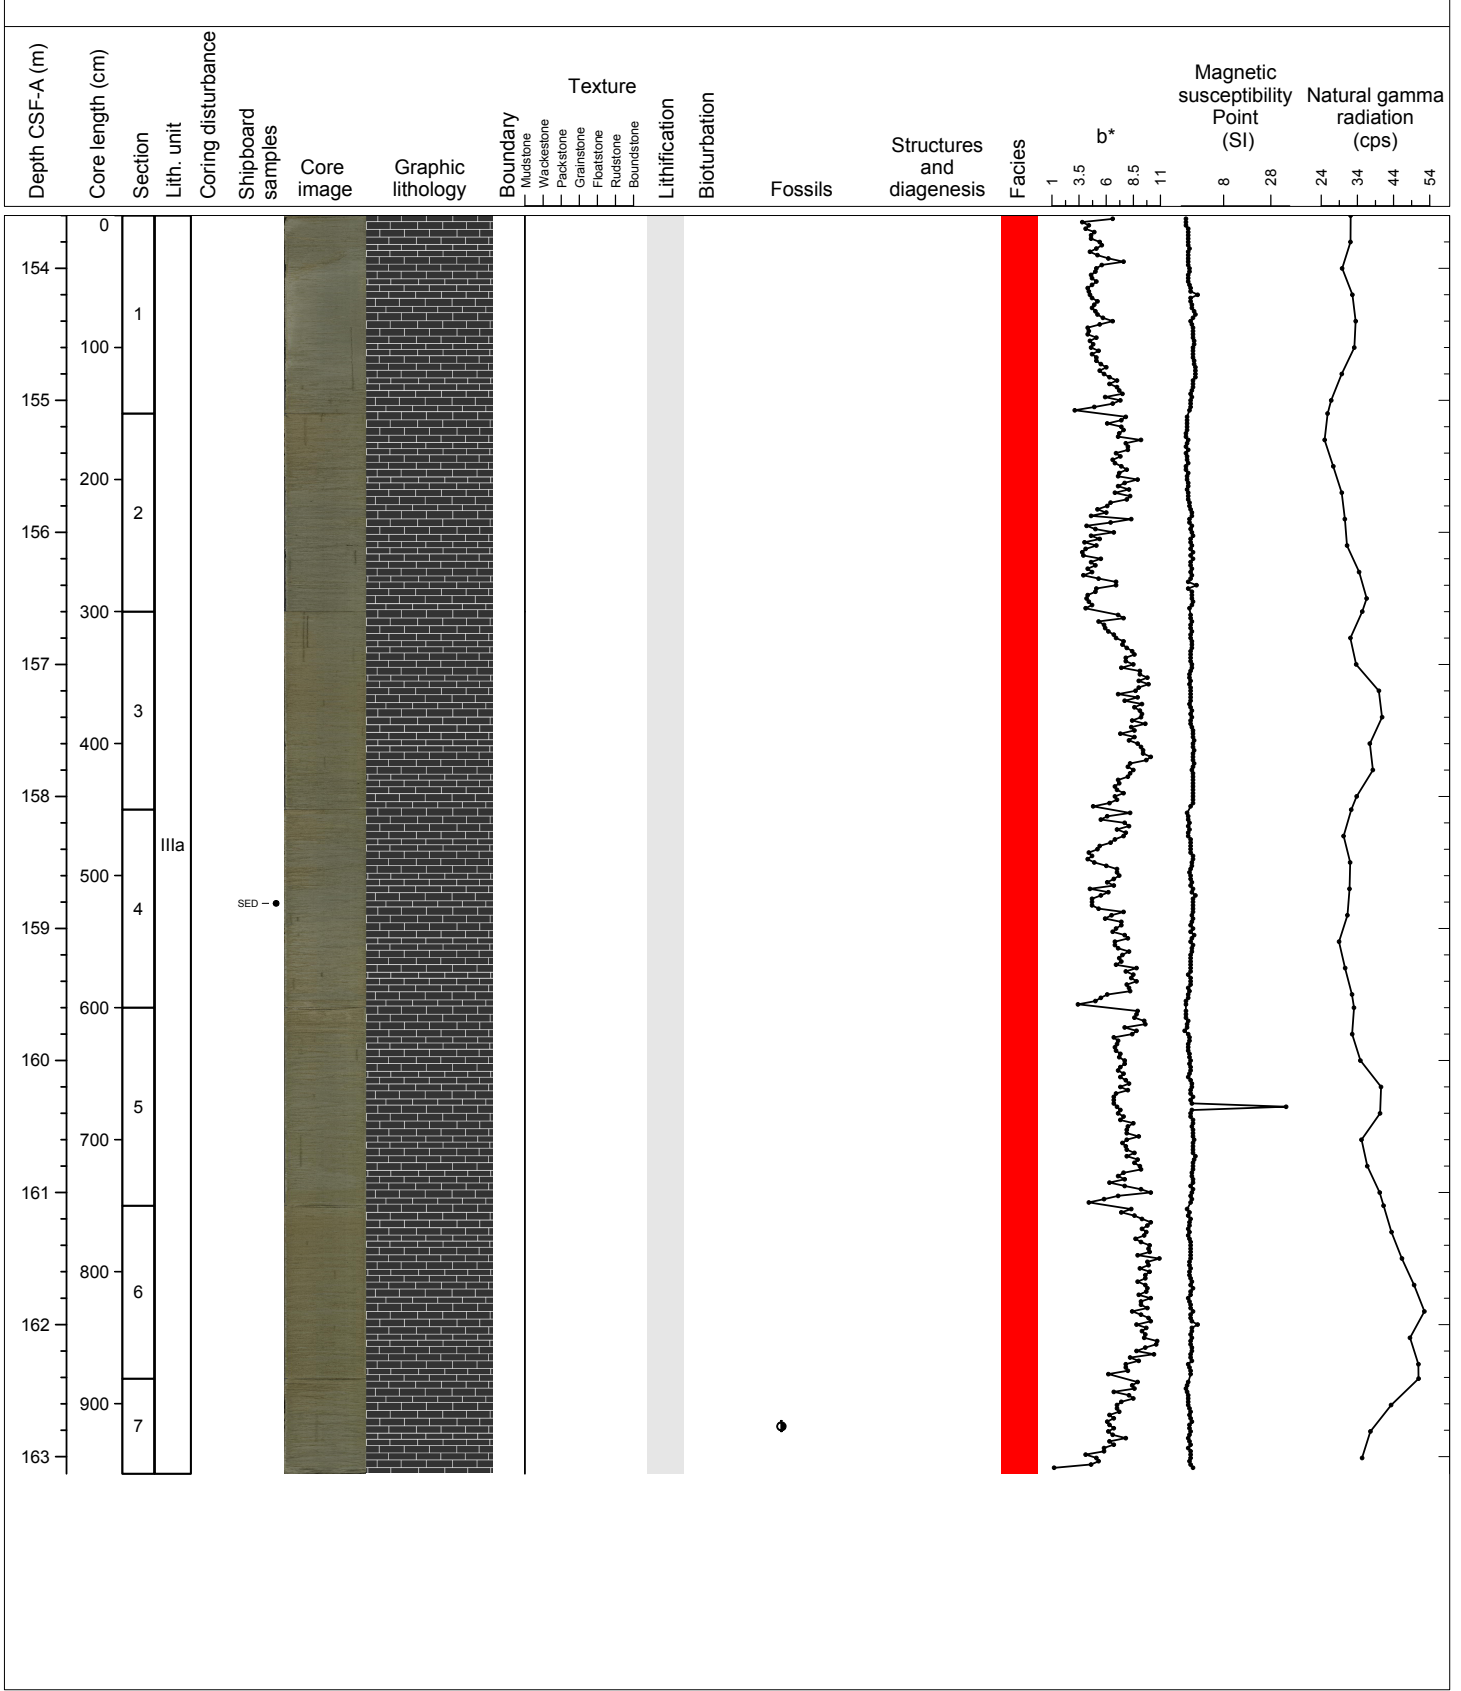 Depth CSF-A (m)
Core length (cm)
Section
Lith. unit
Coring disturbance
Shipboard
samples
Core
image
Graphic
lithology
Boundary
Texture
Mudstone
Wackestone
Packstone
Grainstone
Floatstone
Rudstone
Boundstone
Lithification
Bioturbation
Fossils
Structures
and
diagenesis
Facies
b*
1 3.5 6 8.5 11
Magnetic
susceptibility
Point
(SI)
8 28
Natural gamma
radiation
(cps)
24 34 44 54
0
154
1
100
155
200
2
156
300
157
3
400
158
IIIa
500
SED
4
159
600
160
5
700
161
800
6
162
900
7
163